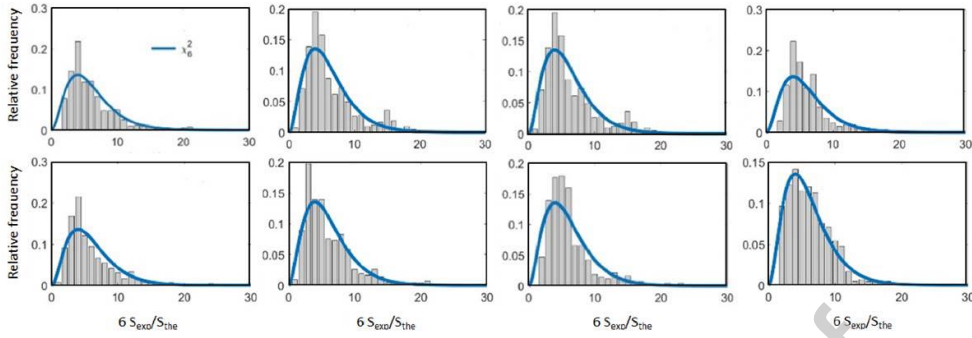 0.3 0.2 0.2 0.3
Relative frequency
χ²₆
0.2 0.15 0.15 0.2
0.1 0.1 0.1 0.1
0.05 0.05
0 0 0 0
0 10 20 30 0 10 20 30 0 10 20 30 0 10 20 30
0.3 0.2 0.2 0.15
Relative frequency
0.2 0.15 0.15 0.1
0.1 0.1 0.1 0.05
0.05 0.05
0 0 0 0
0 10 20 30 0 10 20 30 0 10 20 30 0 10 20 30
6 Sexp/Sthe 6 Sexp/Sthe 6 Sexp/Sthe 6 Sexp/Sthe